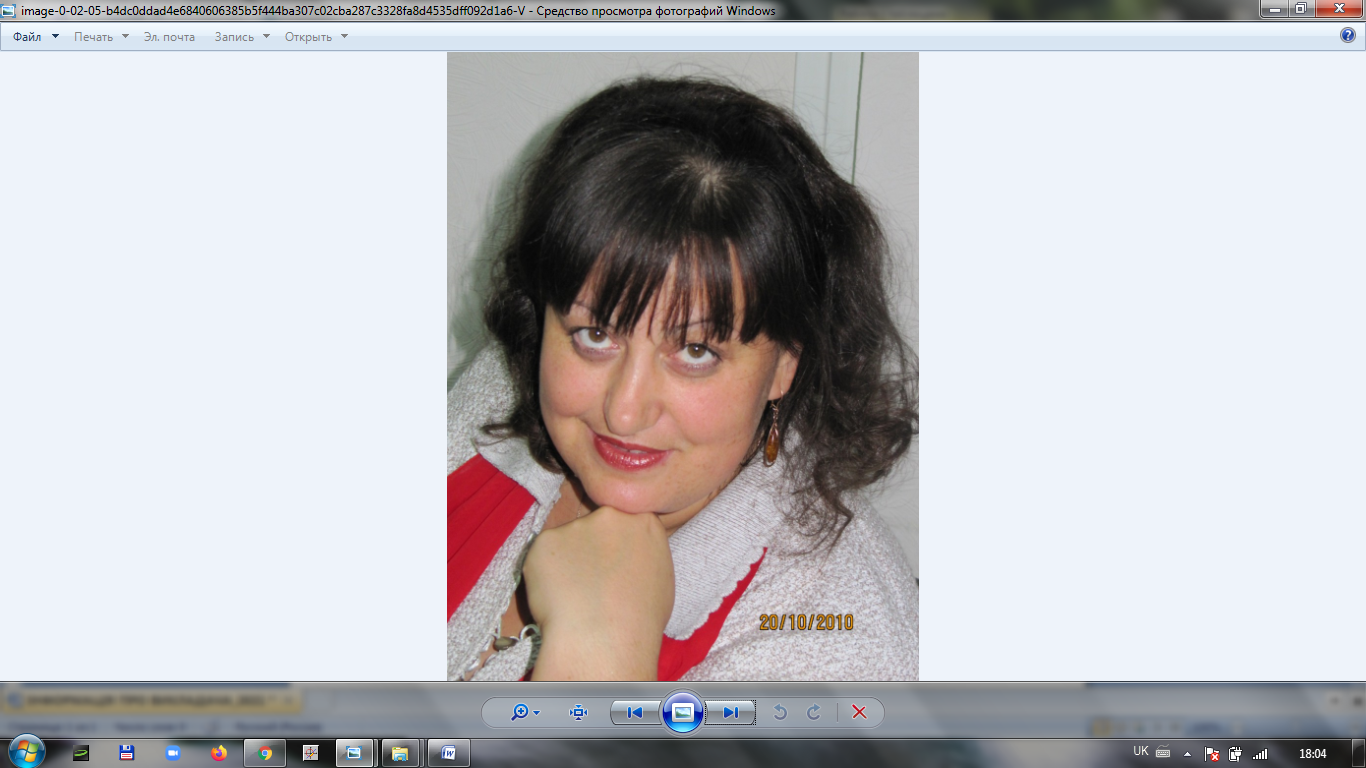 image-0-02-05-b4dc0ddad4e6840606385b5f444ba307c02cba287c3328fa8d4535dff092d1a6-V - Средство просмотра фотографий Windows
Файл Печать Эл. почта Запись Открыть
20/10/2010
UK 18:04